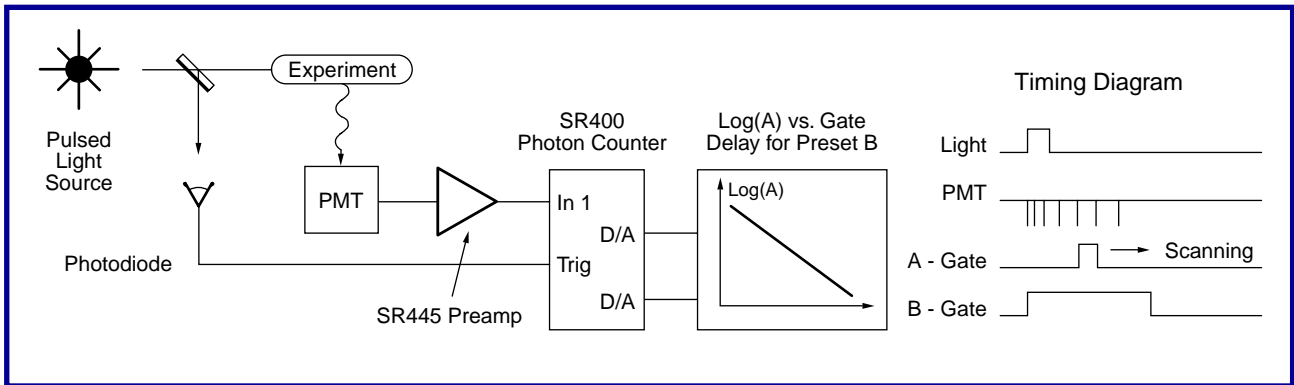 Experiment
Pulsed
Light
Source
Photodiode
PMT
SR445 Preamp
SR400
Photon Counter
In 1
D/A
Trig
D/A
Log(A) vs. Gate
Delay for Preset B
Log(A)
Timing Diagram
Light
PMT
A - Gate
Scanning
B - Gate